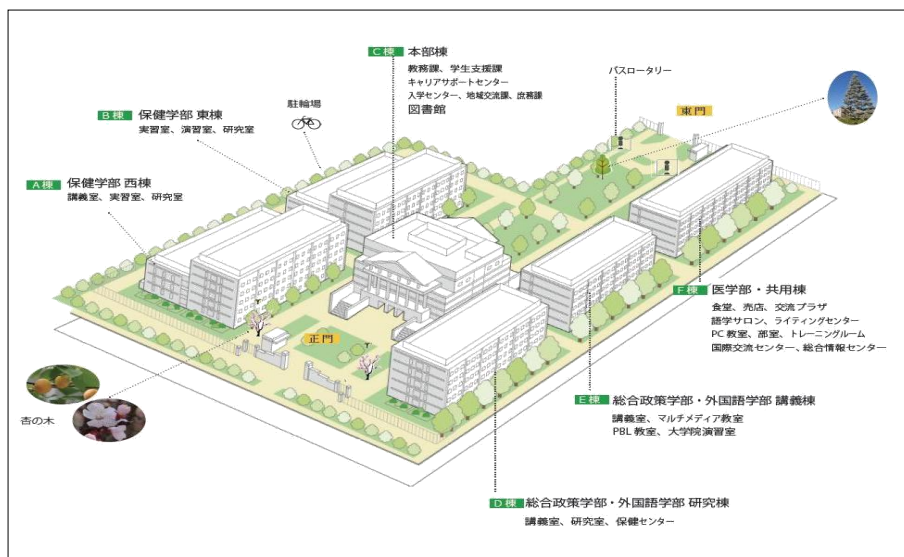 C棟 本部棟
教務課、学生支援課
キャリアサポートセンター
入学センター、地域交流課、庶務課
図書館
バスロータリー
東門
駐輪場
B棟 保健学部 東棟
実習室、演習室、研究室
A棟 保健学部 西棟
講義室、実習室、研究室
正門
杏の木
F棟 医学部・共用棟
食堂、売店、交流プラザ
語学サロン、ライティングセンター
PC教室、部室、トレーニングルーム
国際交流センター、総合情報センター
E棟 総合政策学部・外国語学部 講義棟
講義室、マルチメディア教室
PBL教室、大学院演習室
D棟 総合政策学部・外国語学部 研究棟
講義室、研究室、保健センター